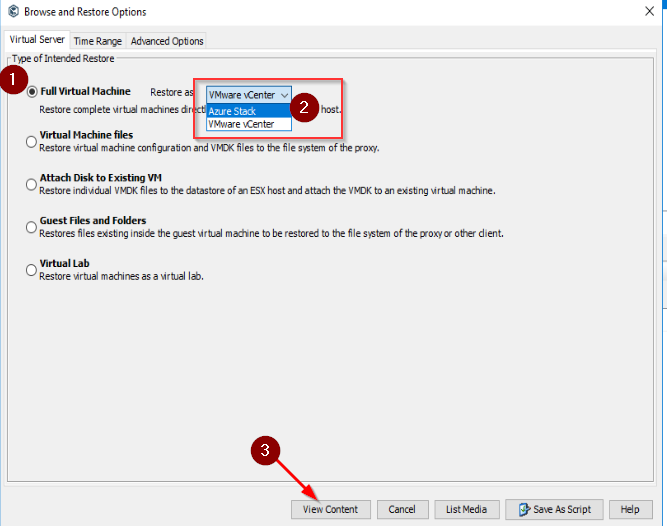 Browse and Restore Options
Virtual Server Time Range Advanced Options
Type of Intended Restore
1
Full Virtual Machine Restore as VMware vCenter
Azure Stack
VMware vCenter
2
Restore complete virtual machines direc host.
Virtual Machine files
Restore virtual machine configuration and VMDK files to the file system of the proxy.
Attach Disk to Existing VM
Restore individual VMDK files to the datastore of an ESX host and attach the VMDK to an existing virtual machine.
Guest Files and Folders
Restores files existing inside the guest virtual machine to be restored to the file system of the proxy or other client.
Virtual Lab
Restore virtual machines as a virtual lab.
3
View Content Cancel List Media Save As Script Help